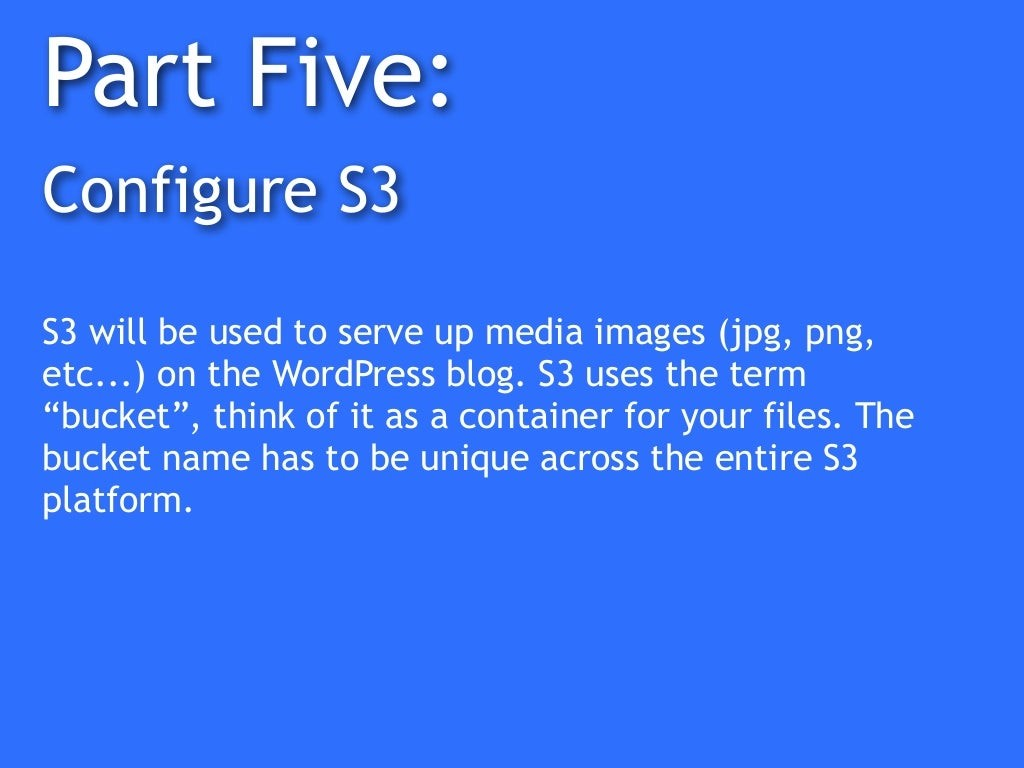 Part Five:
Configure S3
S3 will be used to serve up media images (jpg, png,
etc...) on the WordPress blog. S3 uses the term
“bucket”, think of it as a container for your files. The
bucket name has to be unique across the entire S3
platform.